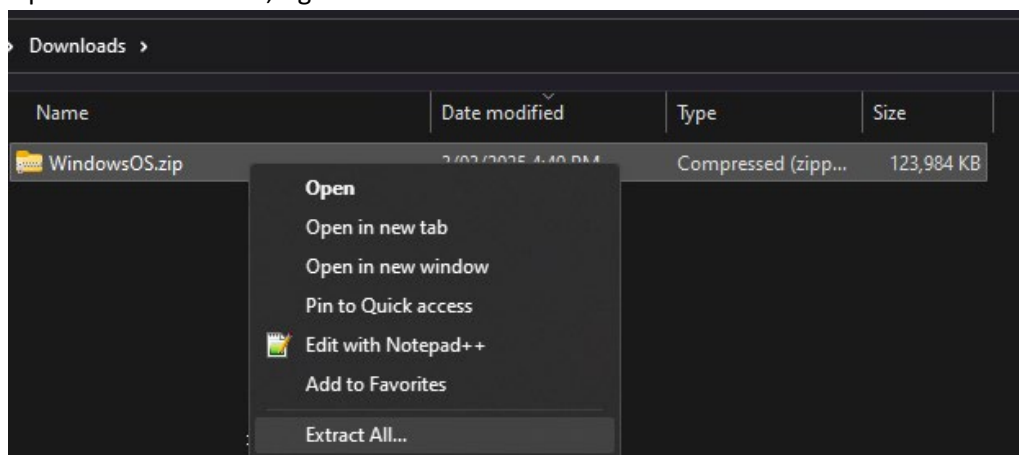 Downloads
Name Date modified Type Size
WindowsOS.zip Compressed (zipp... 123,984 KB
Open
Open in new tab
Open in new window
Pin to Quick access
Edit with Notepad++
Add to Favorites
Extract All...